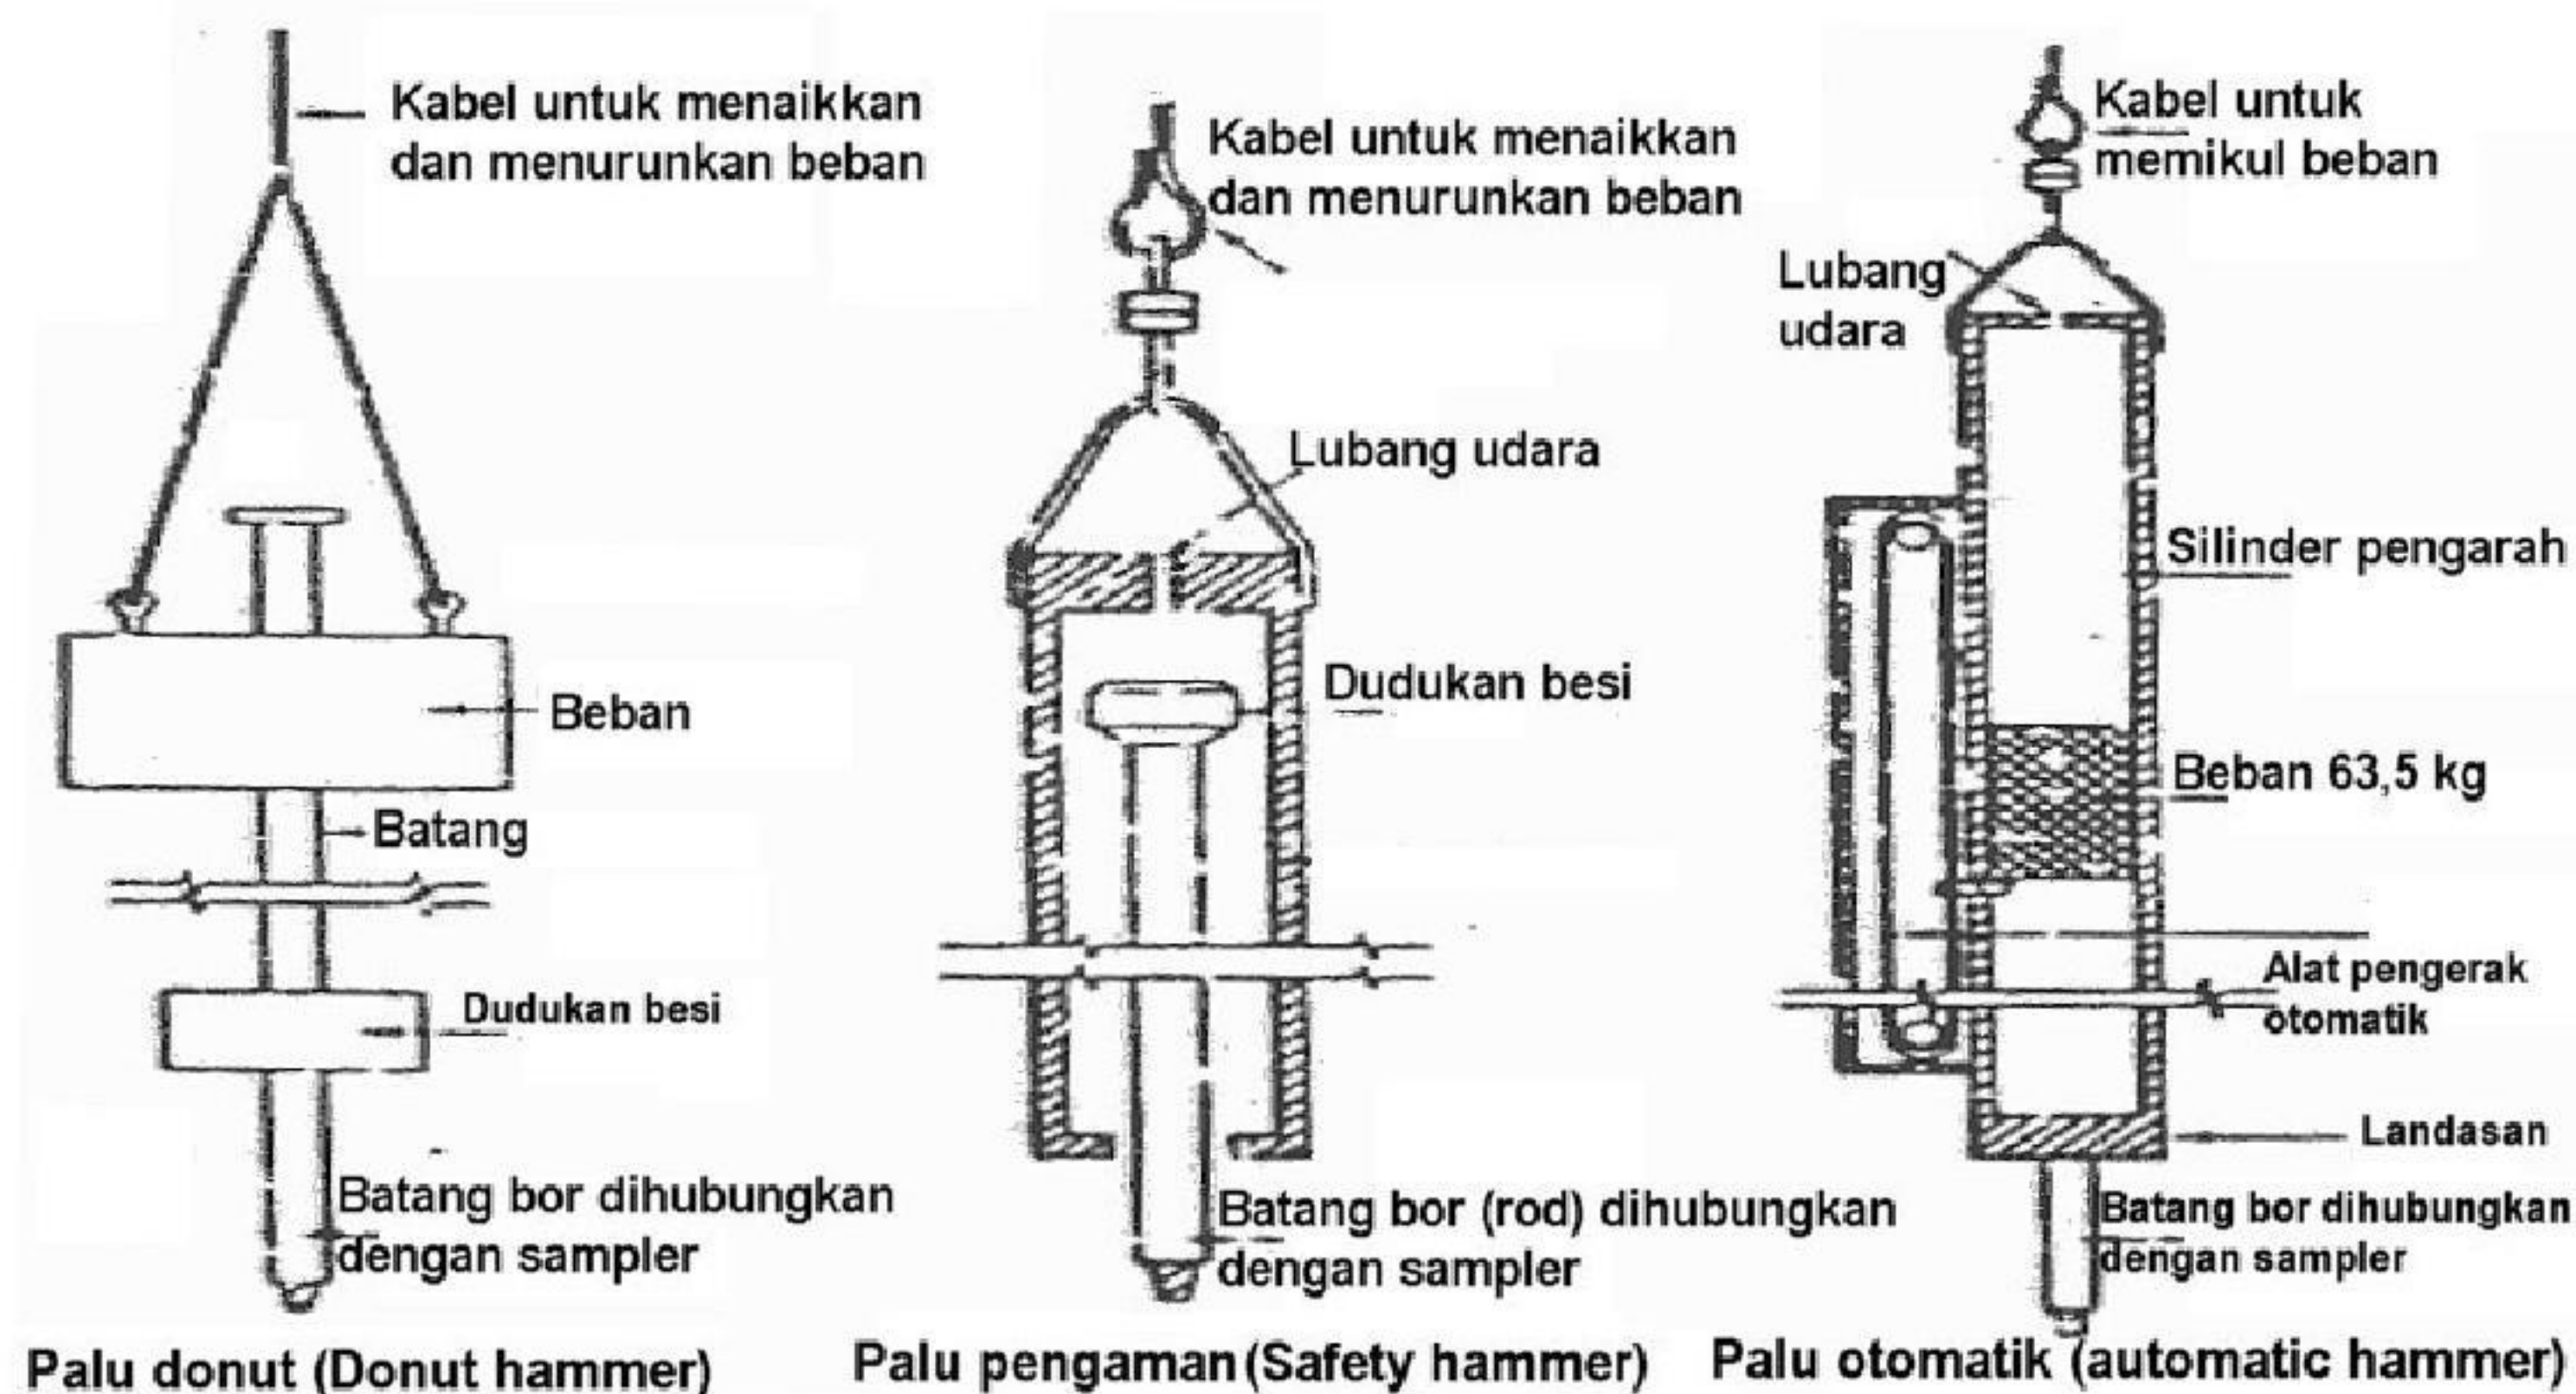 Kabel untuk menaikkan
dan menurunkan beban
Beban
Batang
Dudukan besi
Batang bor dihubungkan
dengan sampler
Palu donut (Donut hammer)
Kabel untuk menaikkan
dan menurunkan beban
Lubang udara
Dudukan besi
Batang bor (rod) dihubungkan
dengan sampler
Palu pengaman (Safety hammer)
Kabel untuk
memikul beban
Lubang
udara
Silinder pengarah
Beban 63,5 kg
Alat pengerak
otomatik
Landasan
Batang bor dihubungkan
dengan sampler
Palu otomatik (automatic hammer)